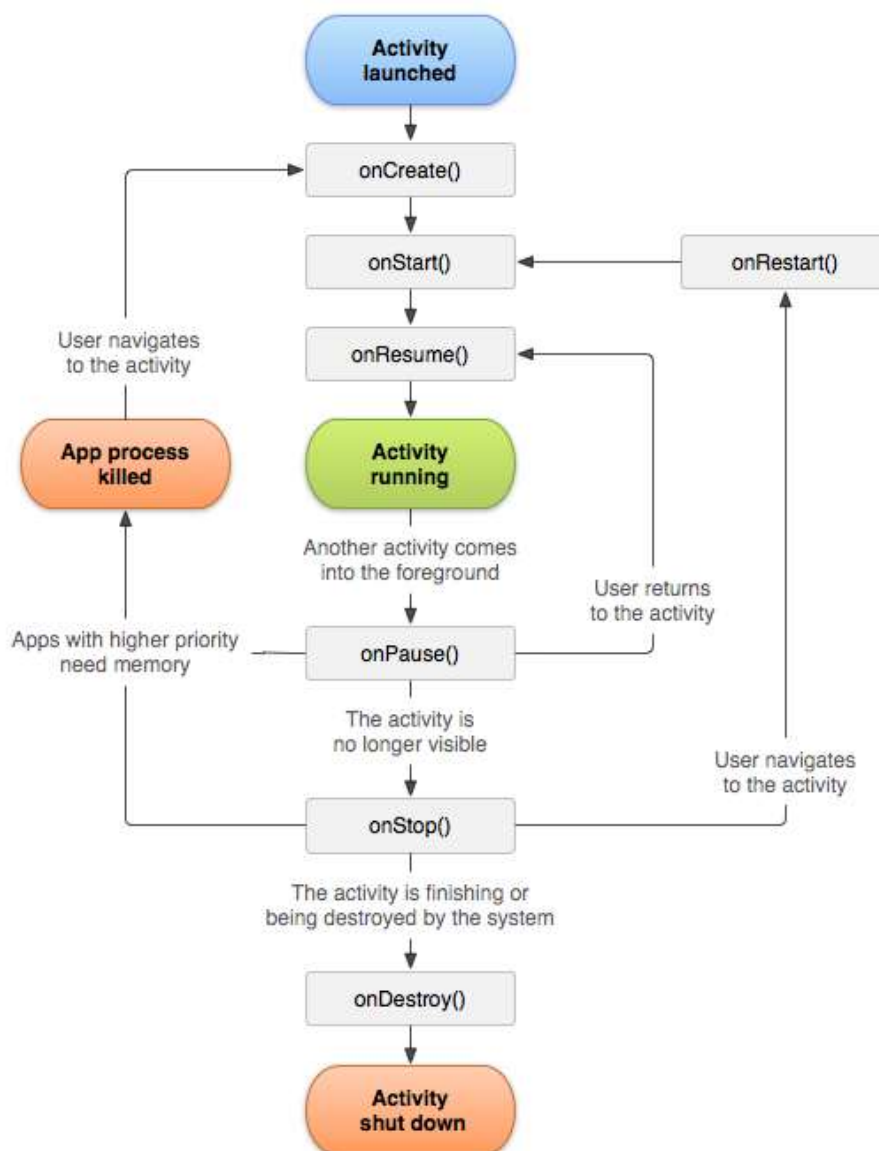 Activity
launched
onCreate()
onStart()
onRestart()
User navigates
to the activity
onResume()
App process
killed
Activity
running
Another activity comes
into the foreground
User returns
to the activity
Apps with higher priority
need memory
onPause()
The activity is
no longer visible
User navigates
to the activity
onStop()
The activity is finishing or
being destroyed by the system
onDestroy()
Activity
shut down